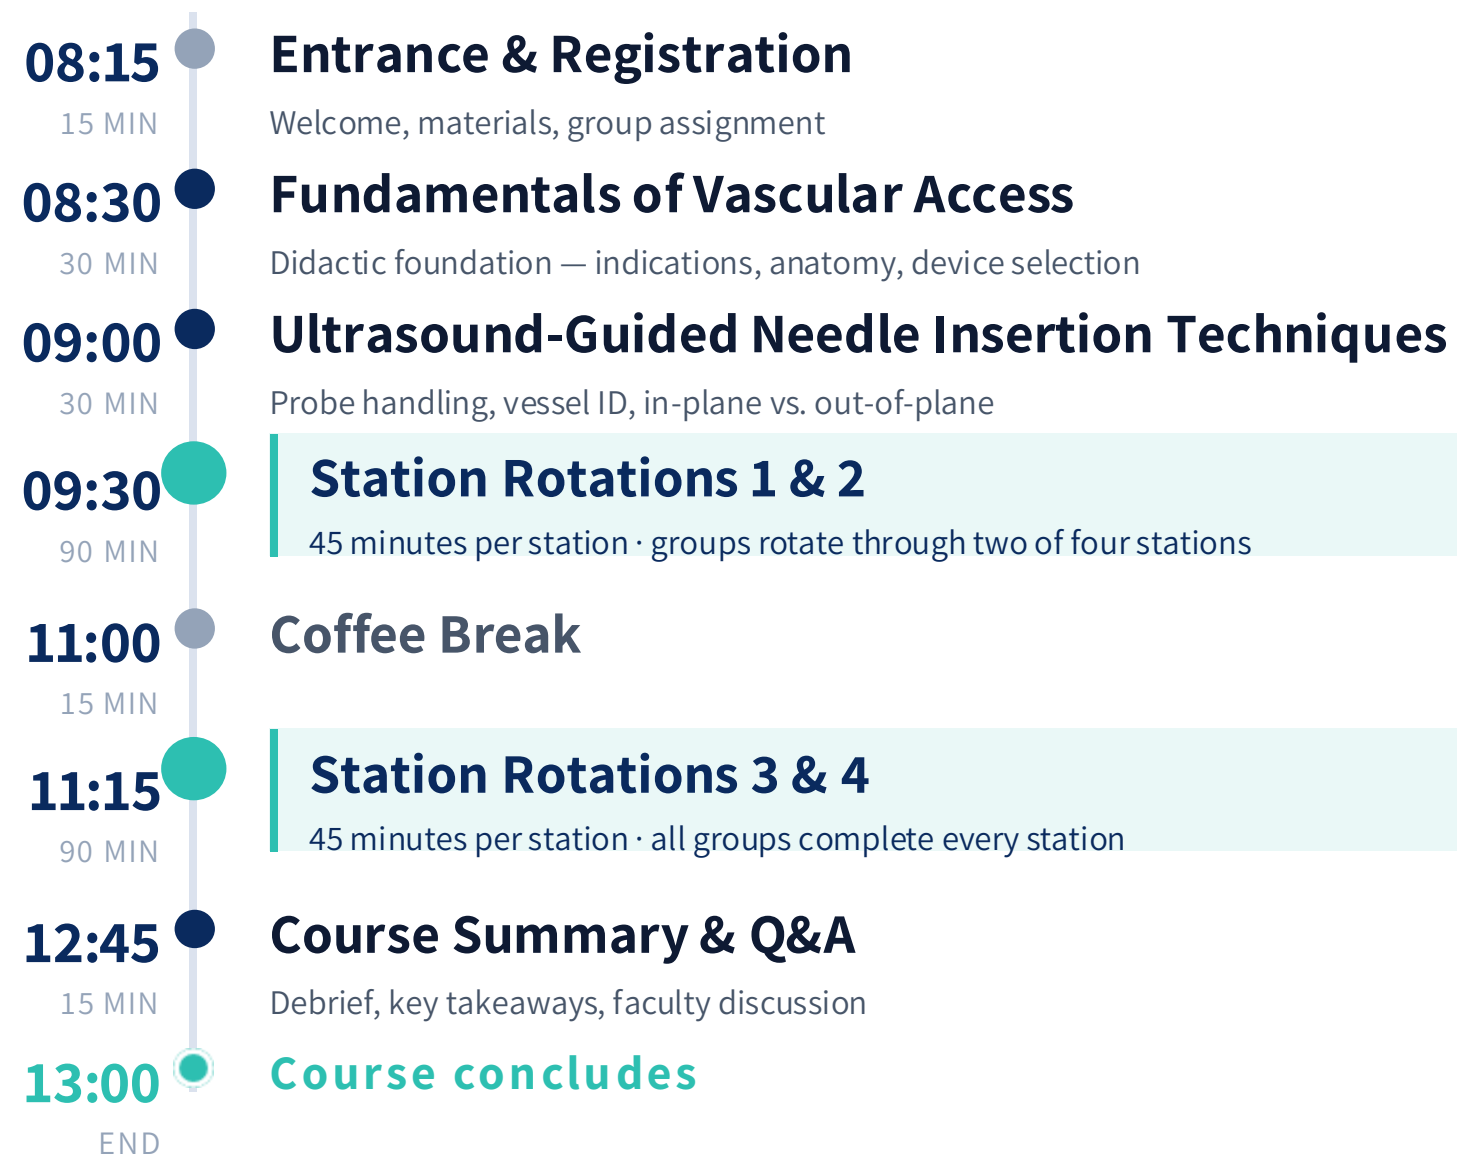 08:15
Entrance & Registration
15 MIN
Welcome, materials, group assignment
08:30
Fundamentals of Vascular Access
30 MIN
Didactic foundation — indications, anatomy, device selection
09:00
Ultrasound-Guided Needle Insertion Techniques
30 MIN
Probe handling, vessel ID, in-plane vs. out-of-plane
09:30
Station Rotations 1 & 2
90 MIN
45 minutes per station · groups rotate through two of four stations
11:00
Coffee Break
15 MIN
11:15
Station Rotations 3 & 4
90 MIN
45 minutes per station · all groups complete every station
12:45
Course Summary & Q&A
15 MIN
Debrief, key takeaways, faculty discussion
13:00
Course concludes
END